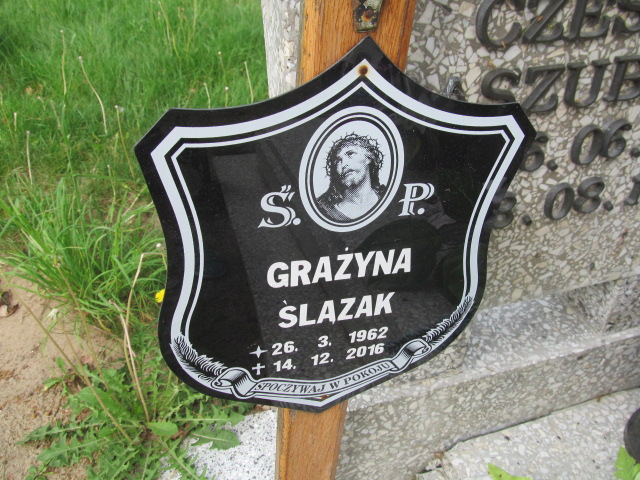 Ś. P.
GRAŻYNA
ŚLĄZAK
26. 3. 1962
14. 12. 2016
SPOCZYWAJ W POKOJU